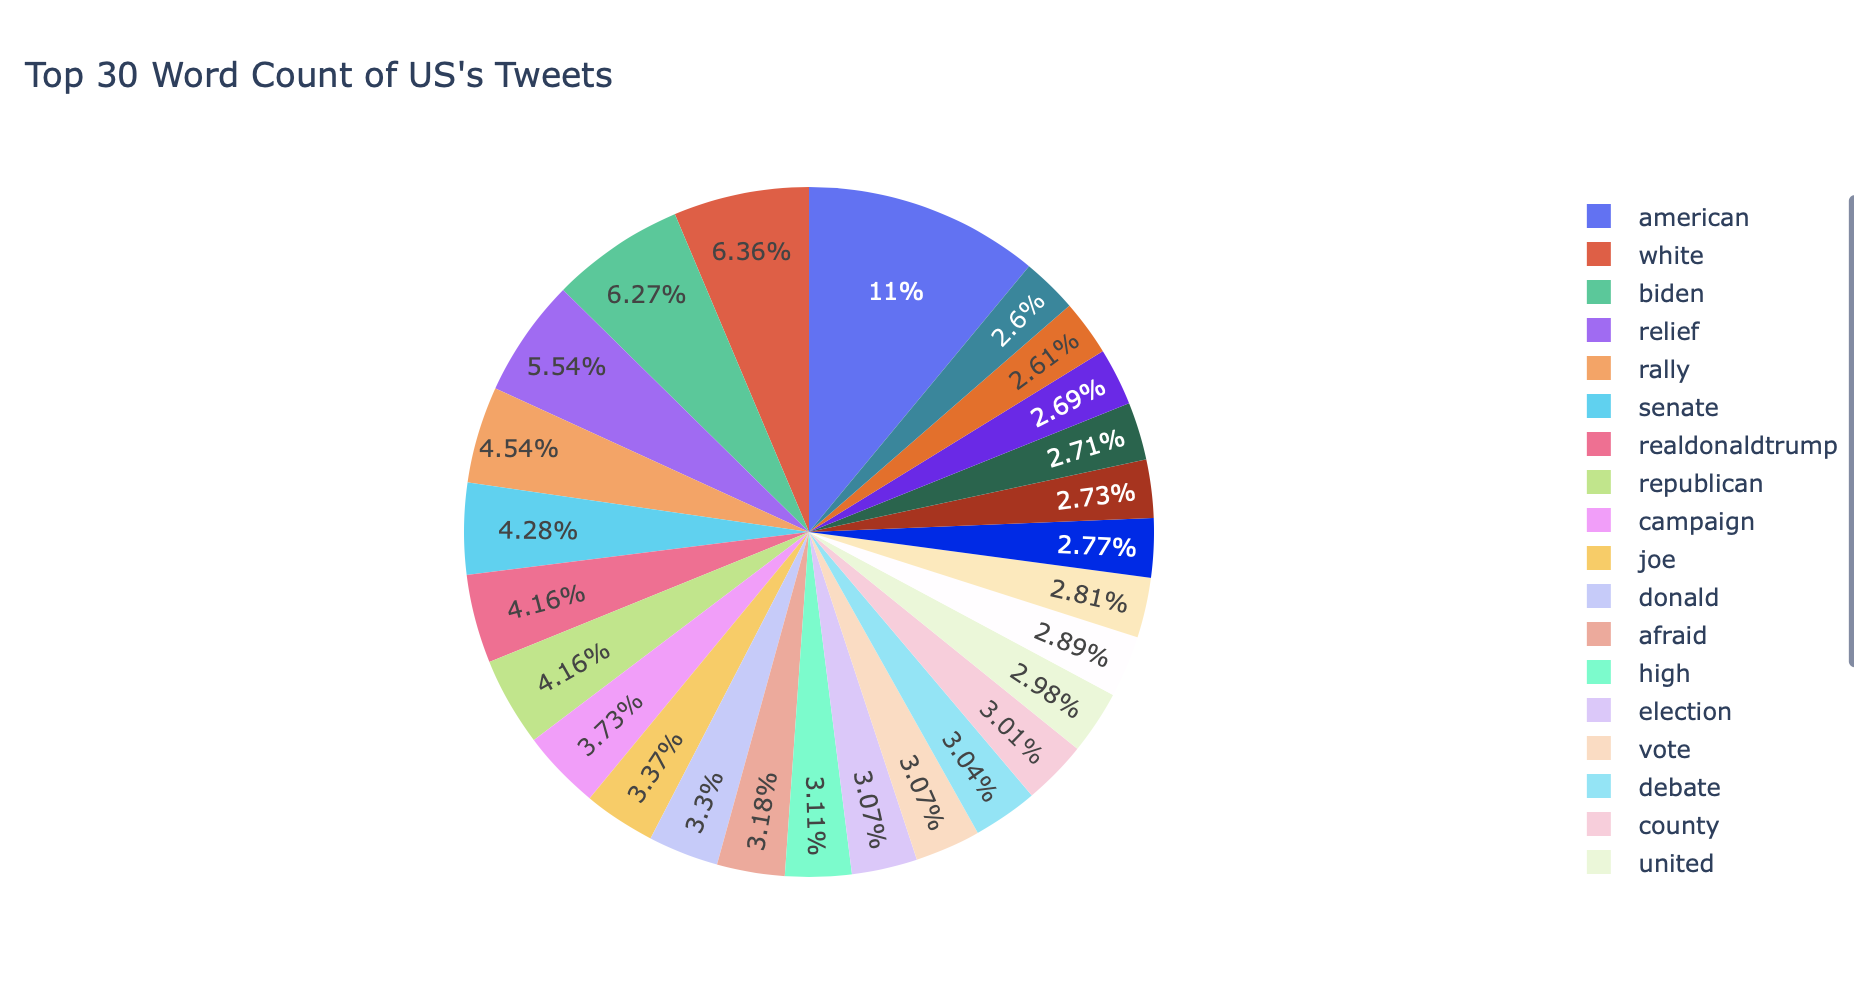 Top 30 Word Count of US's Tweets
11%
2.6%
2.61%
2.69%
2.71%
2.73%
2.77%
2.81%
2.89%
2.98%
3.01%
3.04%
3.07%
3.07%
3.11%
3.18%
3.3%
3.37%
3.73%
4.16%
4.16%
4.28%
4.54%
5.54%
6.27%
6.36%
american
white
biden
relief
rally
senate
realdonaldtrump
republican
campaign
joe
donald
afraid
high
election
vote
debate
county
united